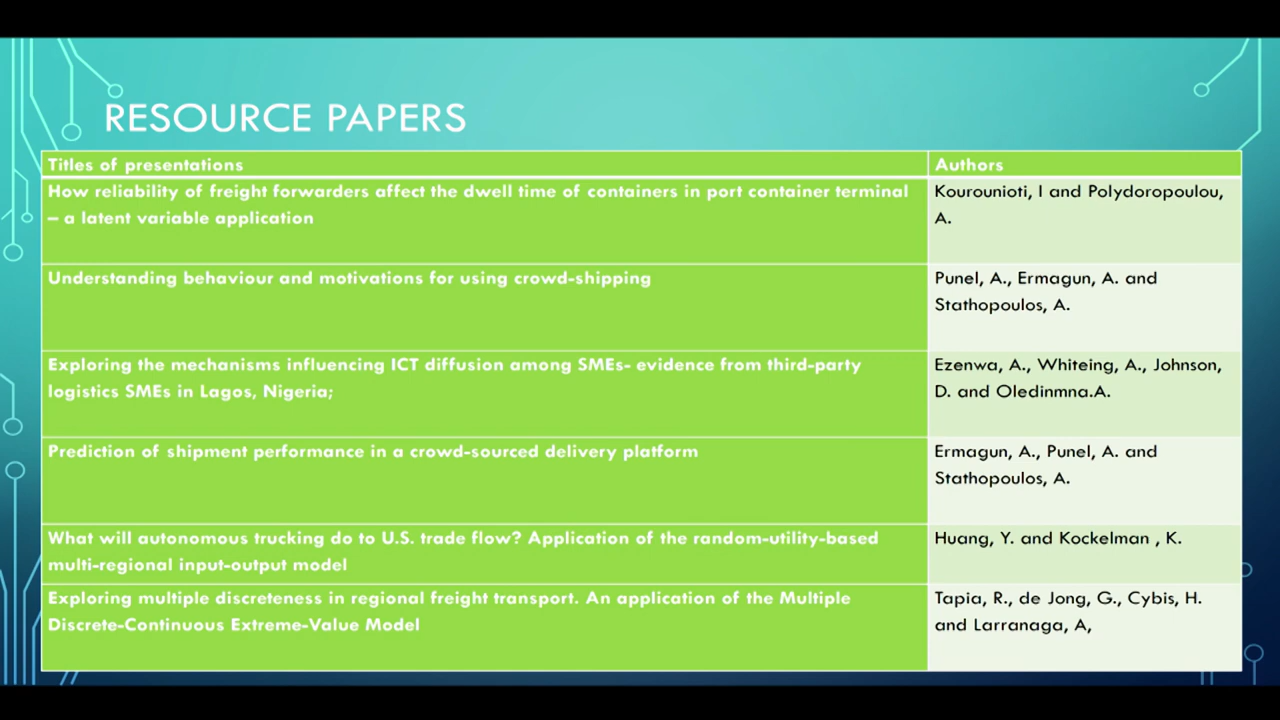 RESOURCE PAPERS
Titles of presentations
Authors
How reliability of freight forwarders affect the dwell time of containers in port container terminal
– a latent variable application
Kourounioti, I and Polydoropoulou,
A.
Understanding behaviour and motivations for using crowd-shipping
Punel, A., Ermagun, A. and
Stathopoulos, A.
Exploring the mechanisms influencing ICT diffusion among SMEs- evidence from third-party
logistics SMEs in Lagos, Nigeria;
Ezenwa, A., Whiteing, A., Johnson,
D. and Oledinmna.A.
Prediction of shipment performance in a crowd-sourced delivery platform
Ermagun, A., Punel, A. and
Stathopoulos, A.
What will autonomous trucking do to U.S. trade flow? Application of the random-utility-based
multi-regional input-output model
Huang, Y. and Kockelman , K.
Exploring multiple discreteness in regional freight transport. An application of the Multiple
Discrete-Continuous Extreme-Value Model
Tapia, R., de Jong, G., Cybis, H.
and Larranaga, A,